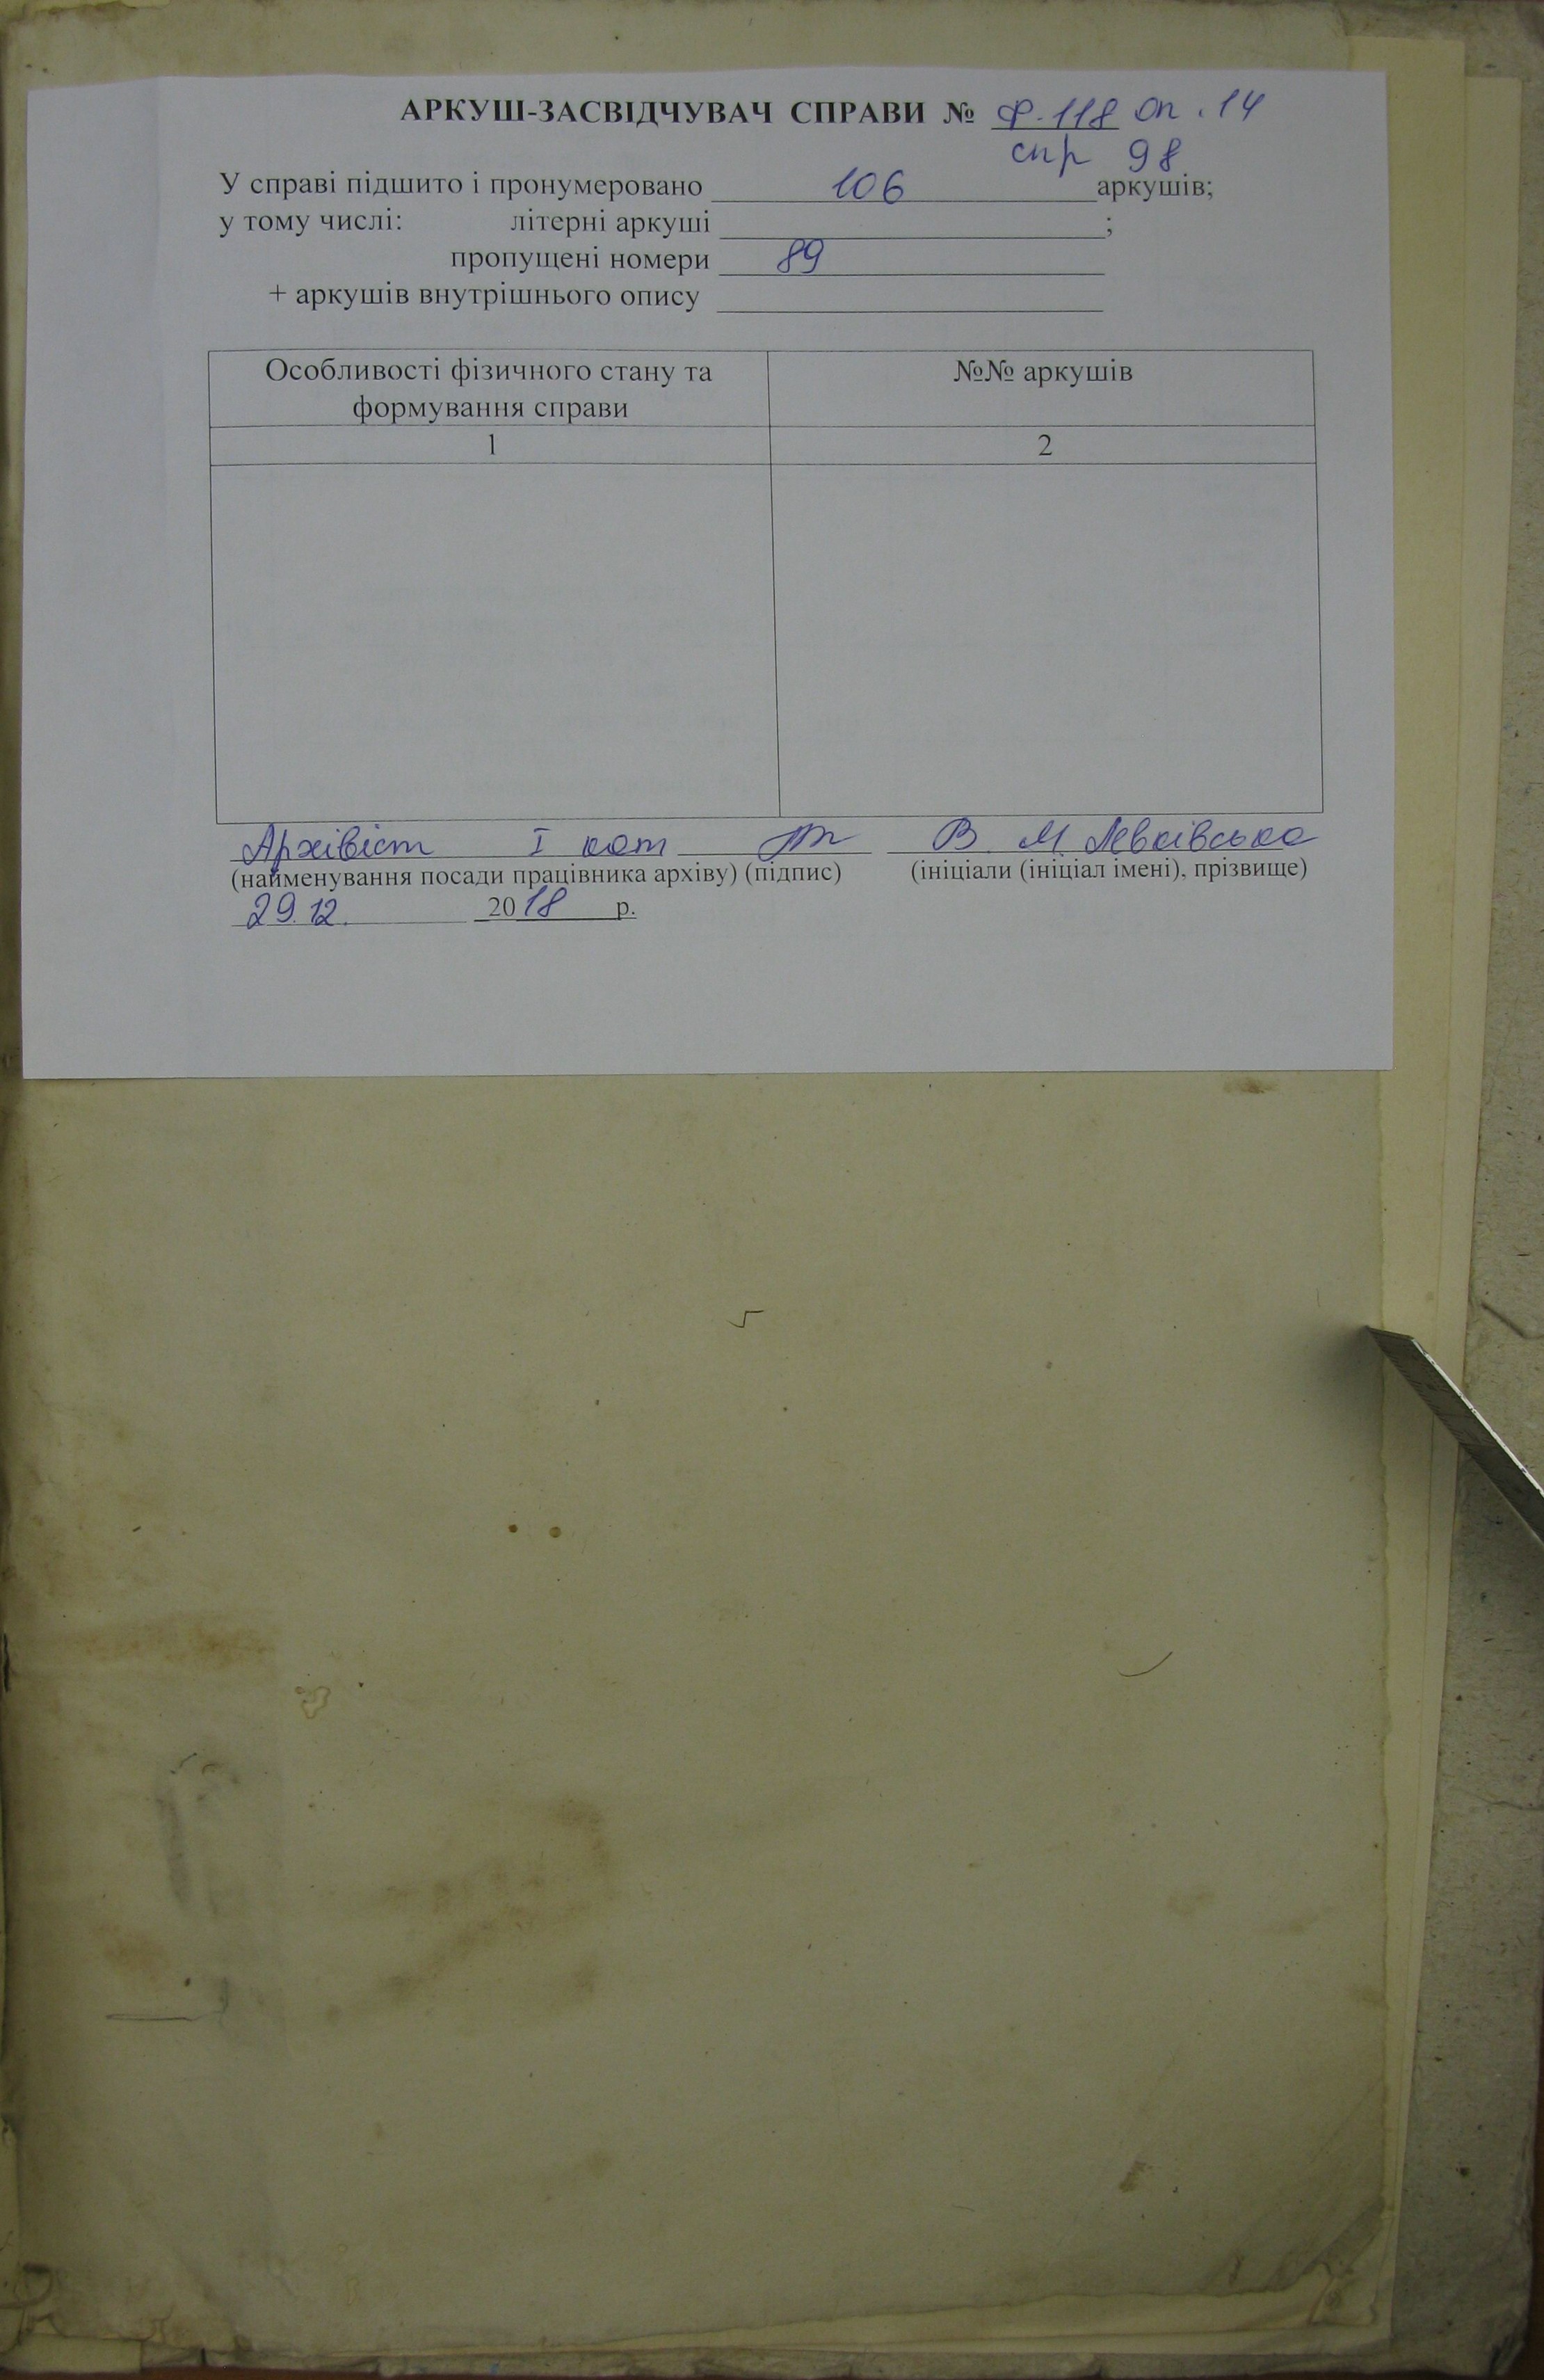 АРКУШ-ЗАСВІДЧУВАЧ СПРАВИ № ф. 118 оп. 14
спр 98
У справі підшито і пронумеровано 106 аркушів;
у тому числі: літерні аркуші ;
пропущені номери 89
+ аркушів внутрішнього опису
Особливості фізичного стану та формування справи
№№ аркушів
1 2
Архівіст І кат В. М. Левківська
(найменування посади працівника архіву) (підпис) (ініціали (ініціал імені), прізвище)
29.12. 2018 р.